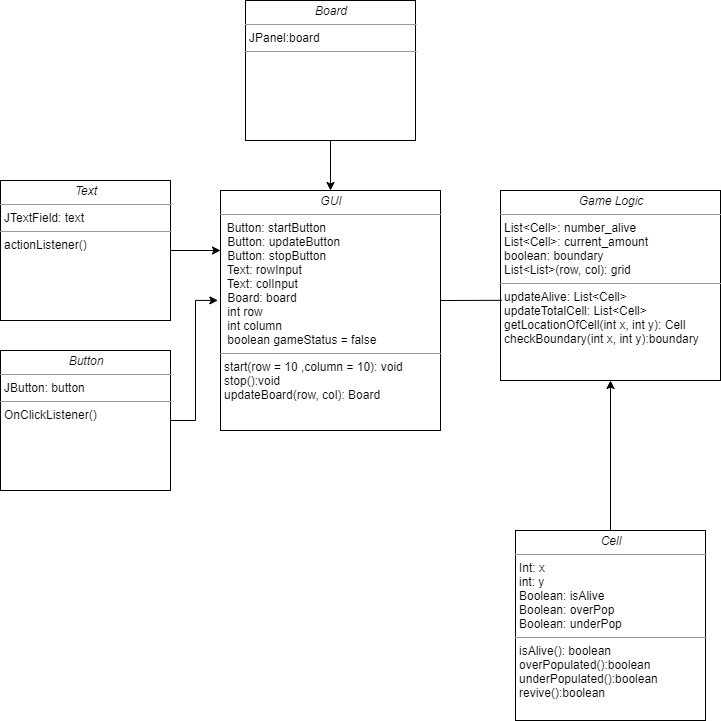 Board
JPanel:board
Text
JTextField: text
actionListener()
Button
JButton: button
OnClickListener()
GUI
Button: startButton
Button: updateButton
Button: stopButton
Text: rowInput
Text: colInput
Board: board
int row
int column
boolean gameStatus = false
start(row = 10 ,column = 10): void
stop():void
updateBoard(row, col): Board
Game Logic
List<Cell>: number_alive
List<Cell>: current_amount
boolean: boundary
List<List>(row, col): grid
updateAlive: List<Cell>
updateTotalCell: List<Cell>
getLocationOfCell(int x, int y): Cell
checkBoundary(int x, int y):boundary
Cell
Int: x
int: y
Boolean: isAlive
Boolean: overPop
Boolean: underPop
isAlive(): boolean
overPopulated():boolean
underPopulated():boolean
revive():boolean